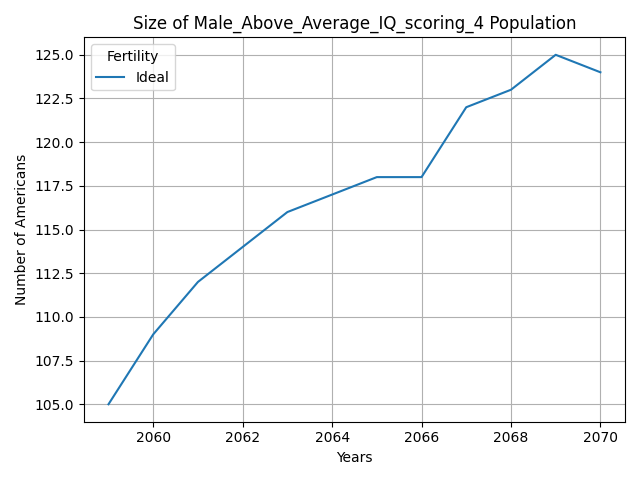 Size of Male_Above_Average_IQ_scoring_4 Population
Fertility
Ideal
125.0
122.5
120.0
117.5
115.0
112.5
110.0
107.5
105.0
Number of Americans
2060 2062 2064 2066 2068 2070
Years